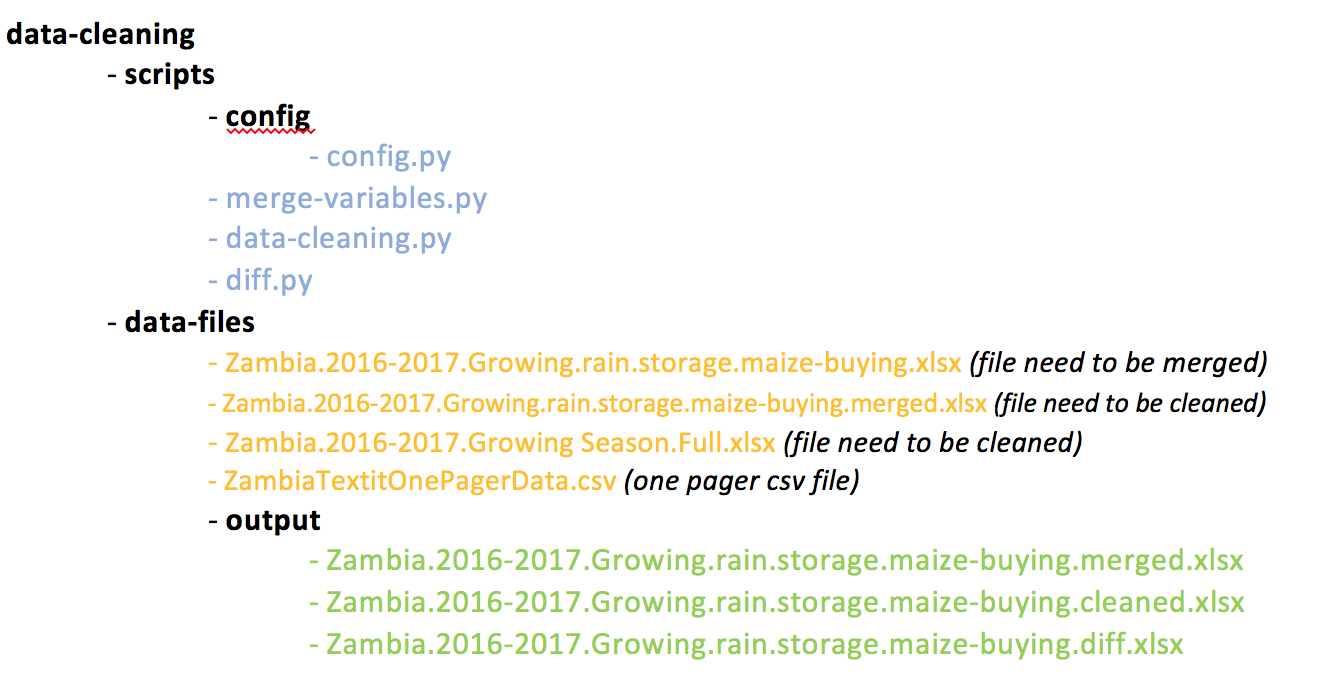 data-cleaning
- scripts
- config
- config.py
- merge-variables.py
- data-cleaning.py
- diff.py
- data-files
- Zambia.2016-2017.Growing.rain.storage.maize-buying.xlsx (file need to be merged)
- Zambia.2016-2017.Growing.rain.storage.maize-buying.merged.xlsx (file need to be cleaned)
- Zambia.2016-2017.Growing Season.Full.xlsx (file need to be cleaned)
- ZambiaTextitOnePagerData.csv (one pager csv file)
- output
- Zambia.2016-2017.Growing.rain.storage.maize-buying.merged.xlsx
- Zambia.2016-2017.Growing.rain.storage.maize-buying.cleaned.xlsx
- Zambia.2016-2017.Growing.rain.storage.maize-buying.diff.xlsx